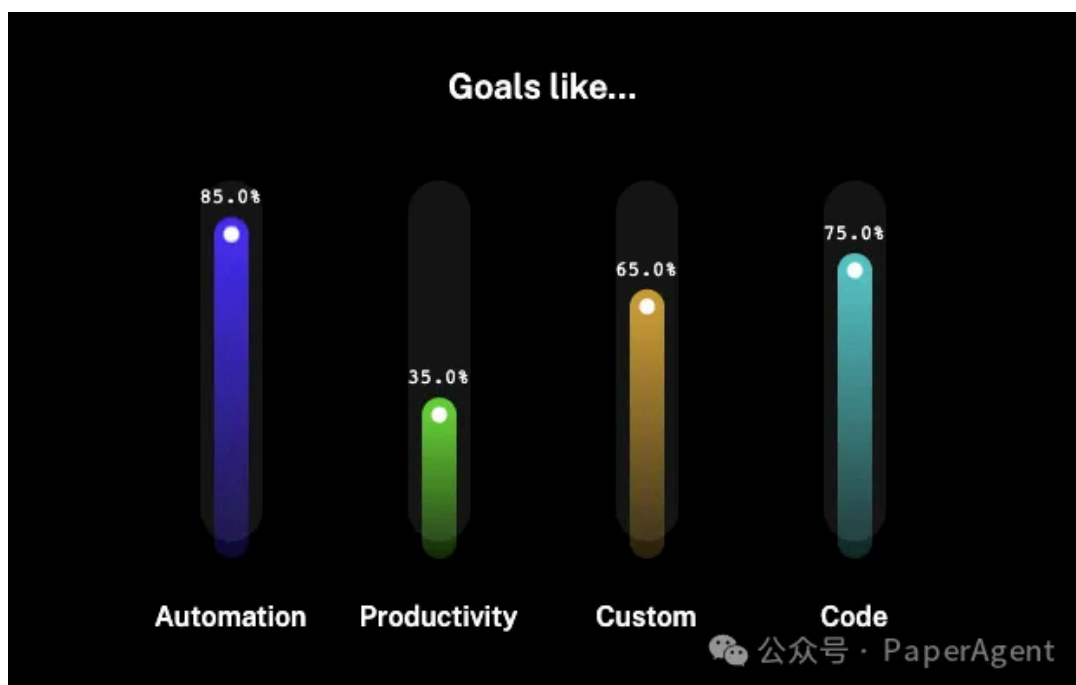 Goals like...
85.0%
35.0%
65.0%
75.0%
Automation
Productivity
Custom
Code
公众号 · PaperAgent